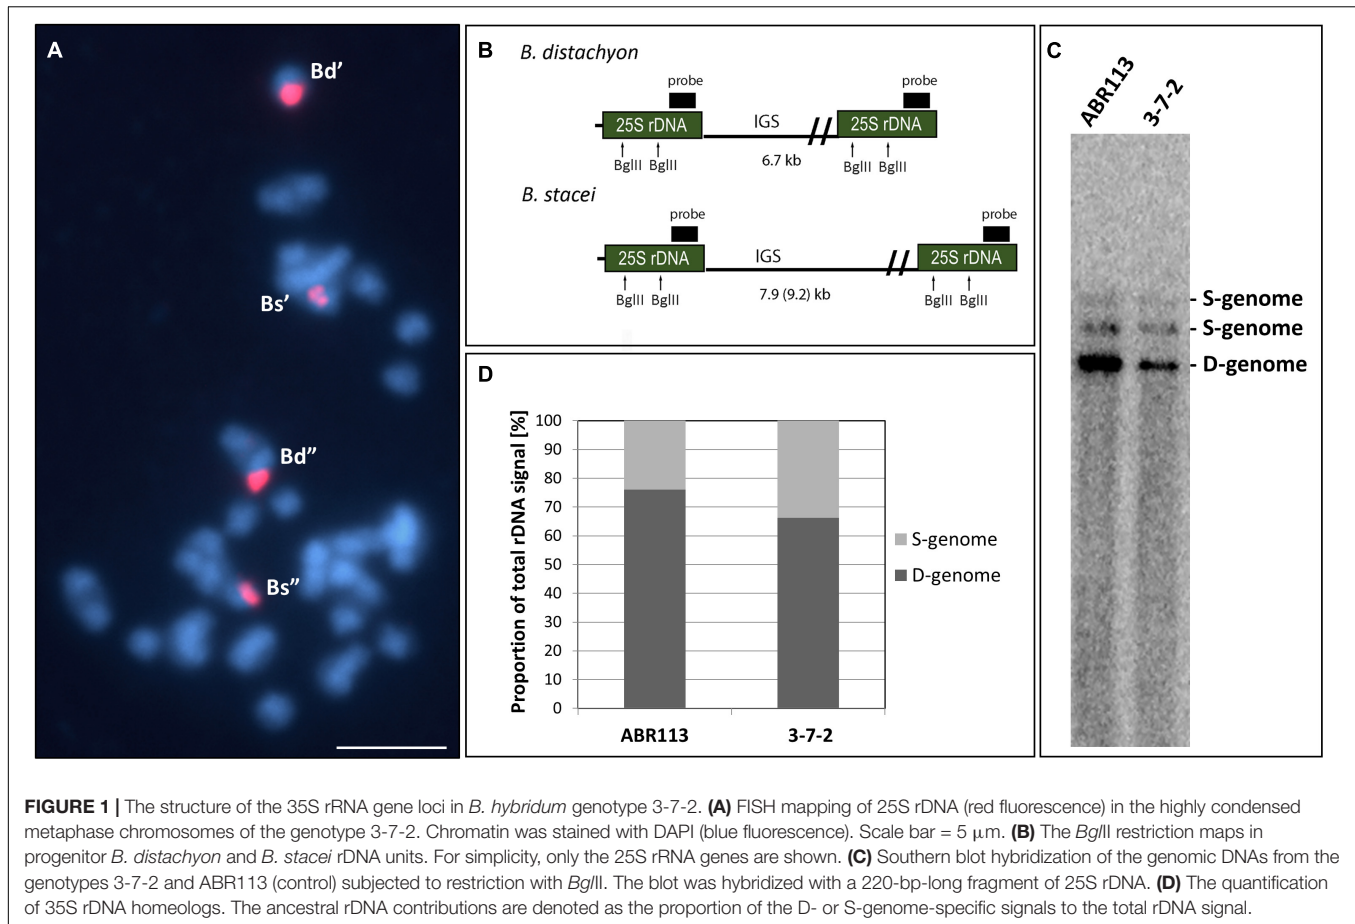 A
Bd’
Bs’
Bd”
Bs”
B
B. distachyon
probe
probe
25S rDNA
IGS
25S rDNA
BglII
BglII
6.7 kb
BglII
BglII
B. stacei
probe
probe
25S rDNA
IGS
25S rDNA
BglII
BglII
7.9 (9.2) kb
BglII
BglII
C
ABR113
3-7-2
- S-genome
- S-genome
- D-genome
D
Proportion of total rDNA signal [%]
100
90
80
70
60
50
40
30
20
10
0
ABR113
3-7-2
S-genome
D-genome
FIGURE 1 | The structure of the 35S rRNA gene loci in B. hybridum genotype 3-7-2. (A) FISH mapping of 25S rDNA (red fluorescence) in the highly condensed
metaphase chromosomes of the genotype 3-7-2. Chromatin was stained with DAPI (blue fluorescence). Scale bar = 5 μm. (B) The BglII restriction maps in
progenitor B. distachyon and B. stacei rDNA units. For simplicity, only the 25S rRNA genes are shown. (C) Southern blot hybridization of the genomic DNAs from the
genotypes 3-7-2 and ABR113 (control) subjected to restriction with BglII. The blot was hybridized with a 220-bp-long fragment of 25S rDNA. (D) The quantification
of 35S rDNA homeologs. The ancestral rDNA contributions are denoted as the proportion of the D- or S-genome-specific signals to the total rDNA signal.